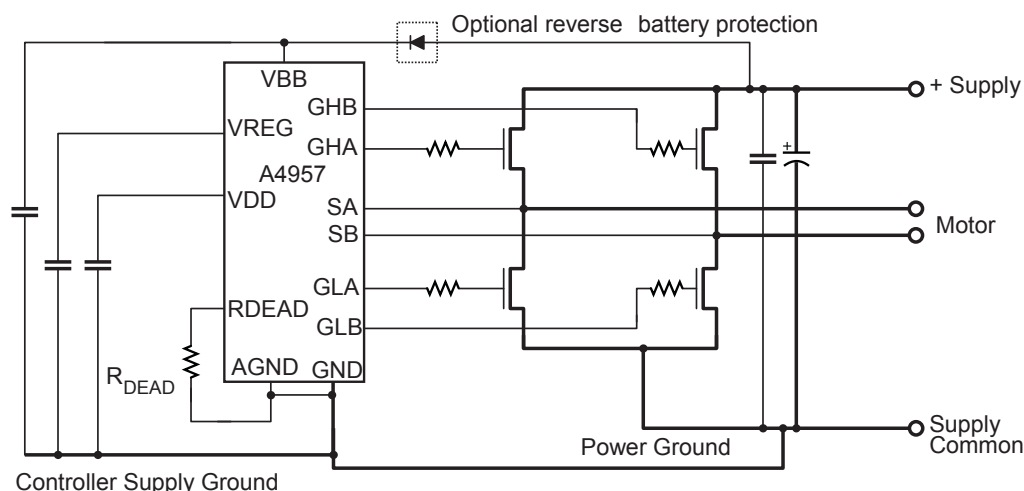 Optional reverse battery protection
VBB
GHB
+ Supply
VREG
GHA
+
A4957
VDD
SA
SB
Motor
GLA
RDEAD
GLB
AGND
GND
RDEAD
Supply
Common
Power Ground
Controller Supply Ground